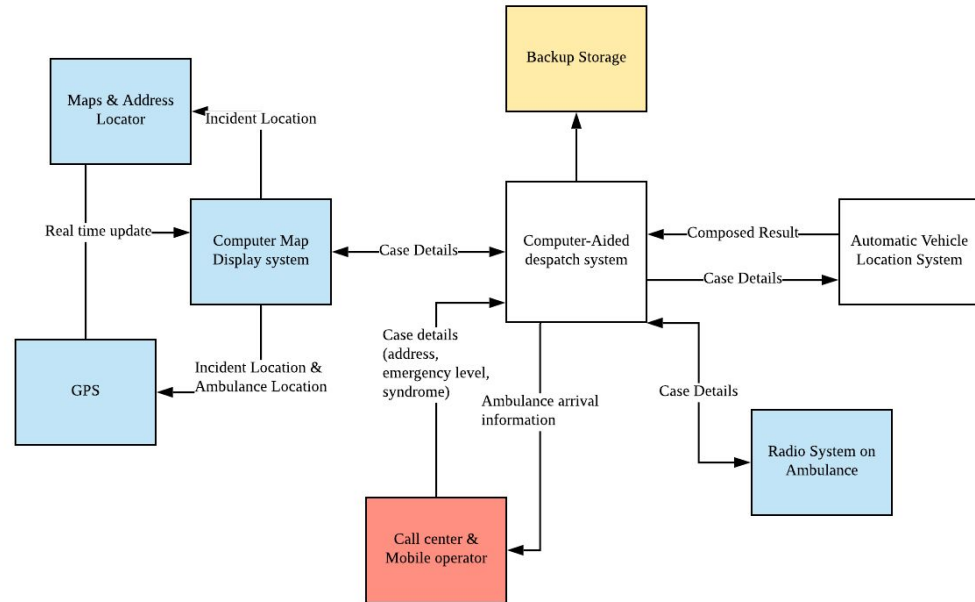 Backup Storage
Maps & Address
Locator
Incident Location
Real time update
Computer Map
Display system
Case Details
Computer-Aided
despatch system
Composed Result
Case Details
Automatic Vehicle
Location System
GPS
Incident Location &
Ambulance Location
Case details
(address,
emergency level,
syndrome)
Ambulance arrival
information
Case Details
Radio System on
Ambulance
Call center &
Mobile operator